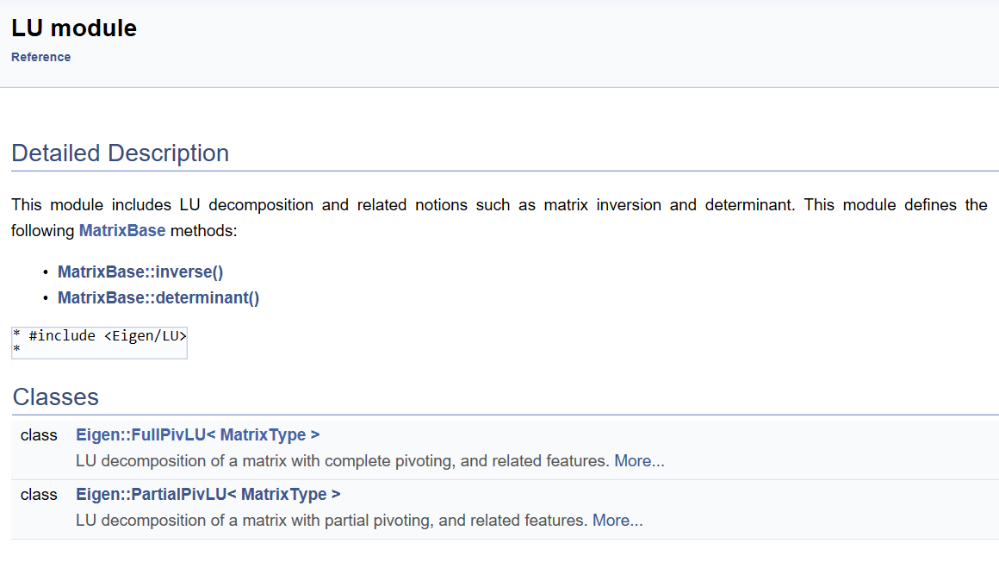 LU module
Reference
Detailed Description
This module includes LU decomposition and related notions such as matrix inversion and determinant. This module defines the
following MatrixBase methods:
• MatrixBase::inverse()
• MatrixBase::determinant()
* #include <Eigen/LU>
*
Classes
class Eigen::FullPivLU< MatrixType >
LU decomposition of a matrix with complete pivoting, and related features. More...
class Eigen::PartialPivLU< MatrixType >
LU decomposition of a matrix with partial pivoting, and related features. More...